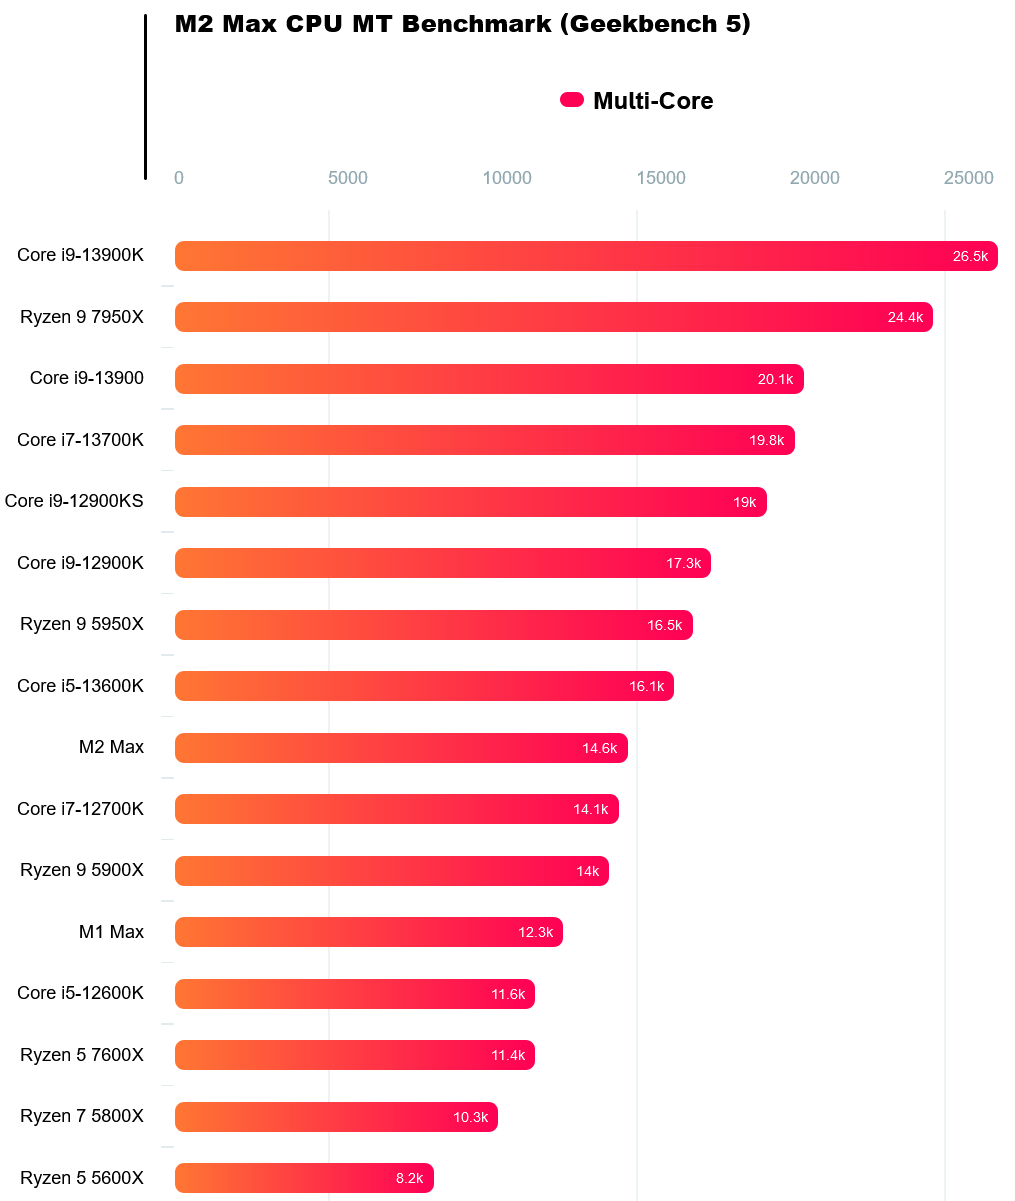 M2 Max CPU MT Benchmark (Geekbench 5)
Multi-Core
0 5000 10000 15000 20000 25000
Core i9-13900K 26.5k
Ryzen 9 7950X 24.4k
Core i9-13900 20.1k
Core i7-13700K 19.8k
Core i9-12900KS 19k
Core i9-12900K 17.3k
Ryzen 9 5950X 16.5k
Core i5-13600K 16.1k
M2 Max 14.6k
Core i7-12700K 14.1k
Ryzen 9 5900X 14k
M1 Max 12.3k
Core i5-12600K 11.6k
Ryzen 5 7600X 11.4k
Ryzen 7 5800X 10.3k
Ryzen 5 5600X 8.2k